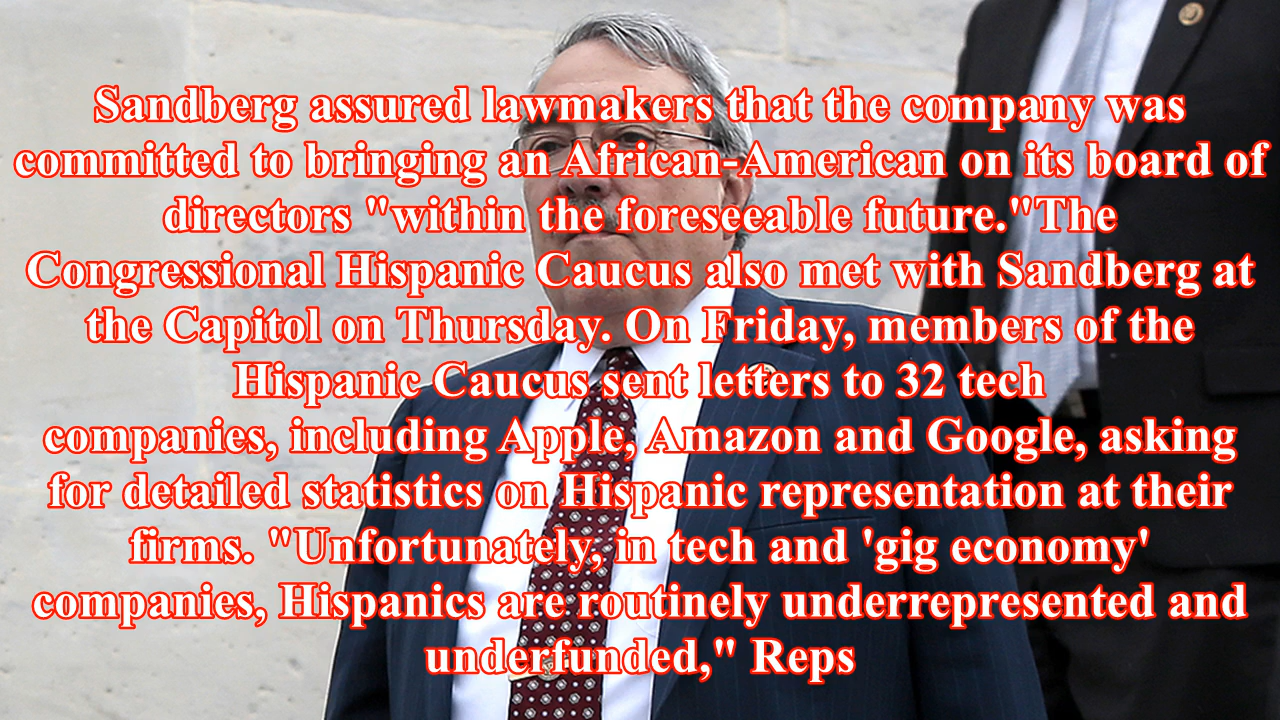 Sandberg assured lawmakers that the company was
committed to bringing an African-American on its board of
directors "within the foreseeable future."The
Congressional Hispanic Caucus also met with Sandberg at
the Capitol on Thursday. On Friday, members of the
Hispanic Caucus sent letters to 32 tech
companies, including Apple, Amazon and Google, asking
for detailed statistics on Hispanic representation at their
firms. "Unfortunately, in tech and 'gig economy'
companies, Hispanics are routinely underrepresented and
underfunded," Reps